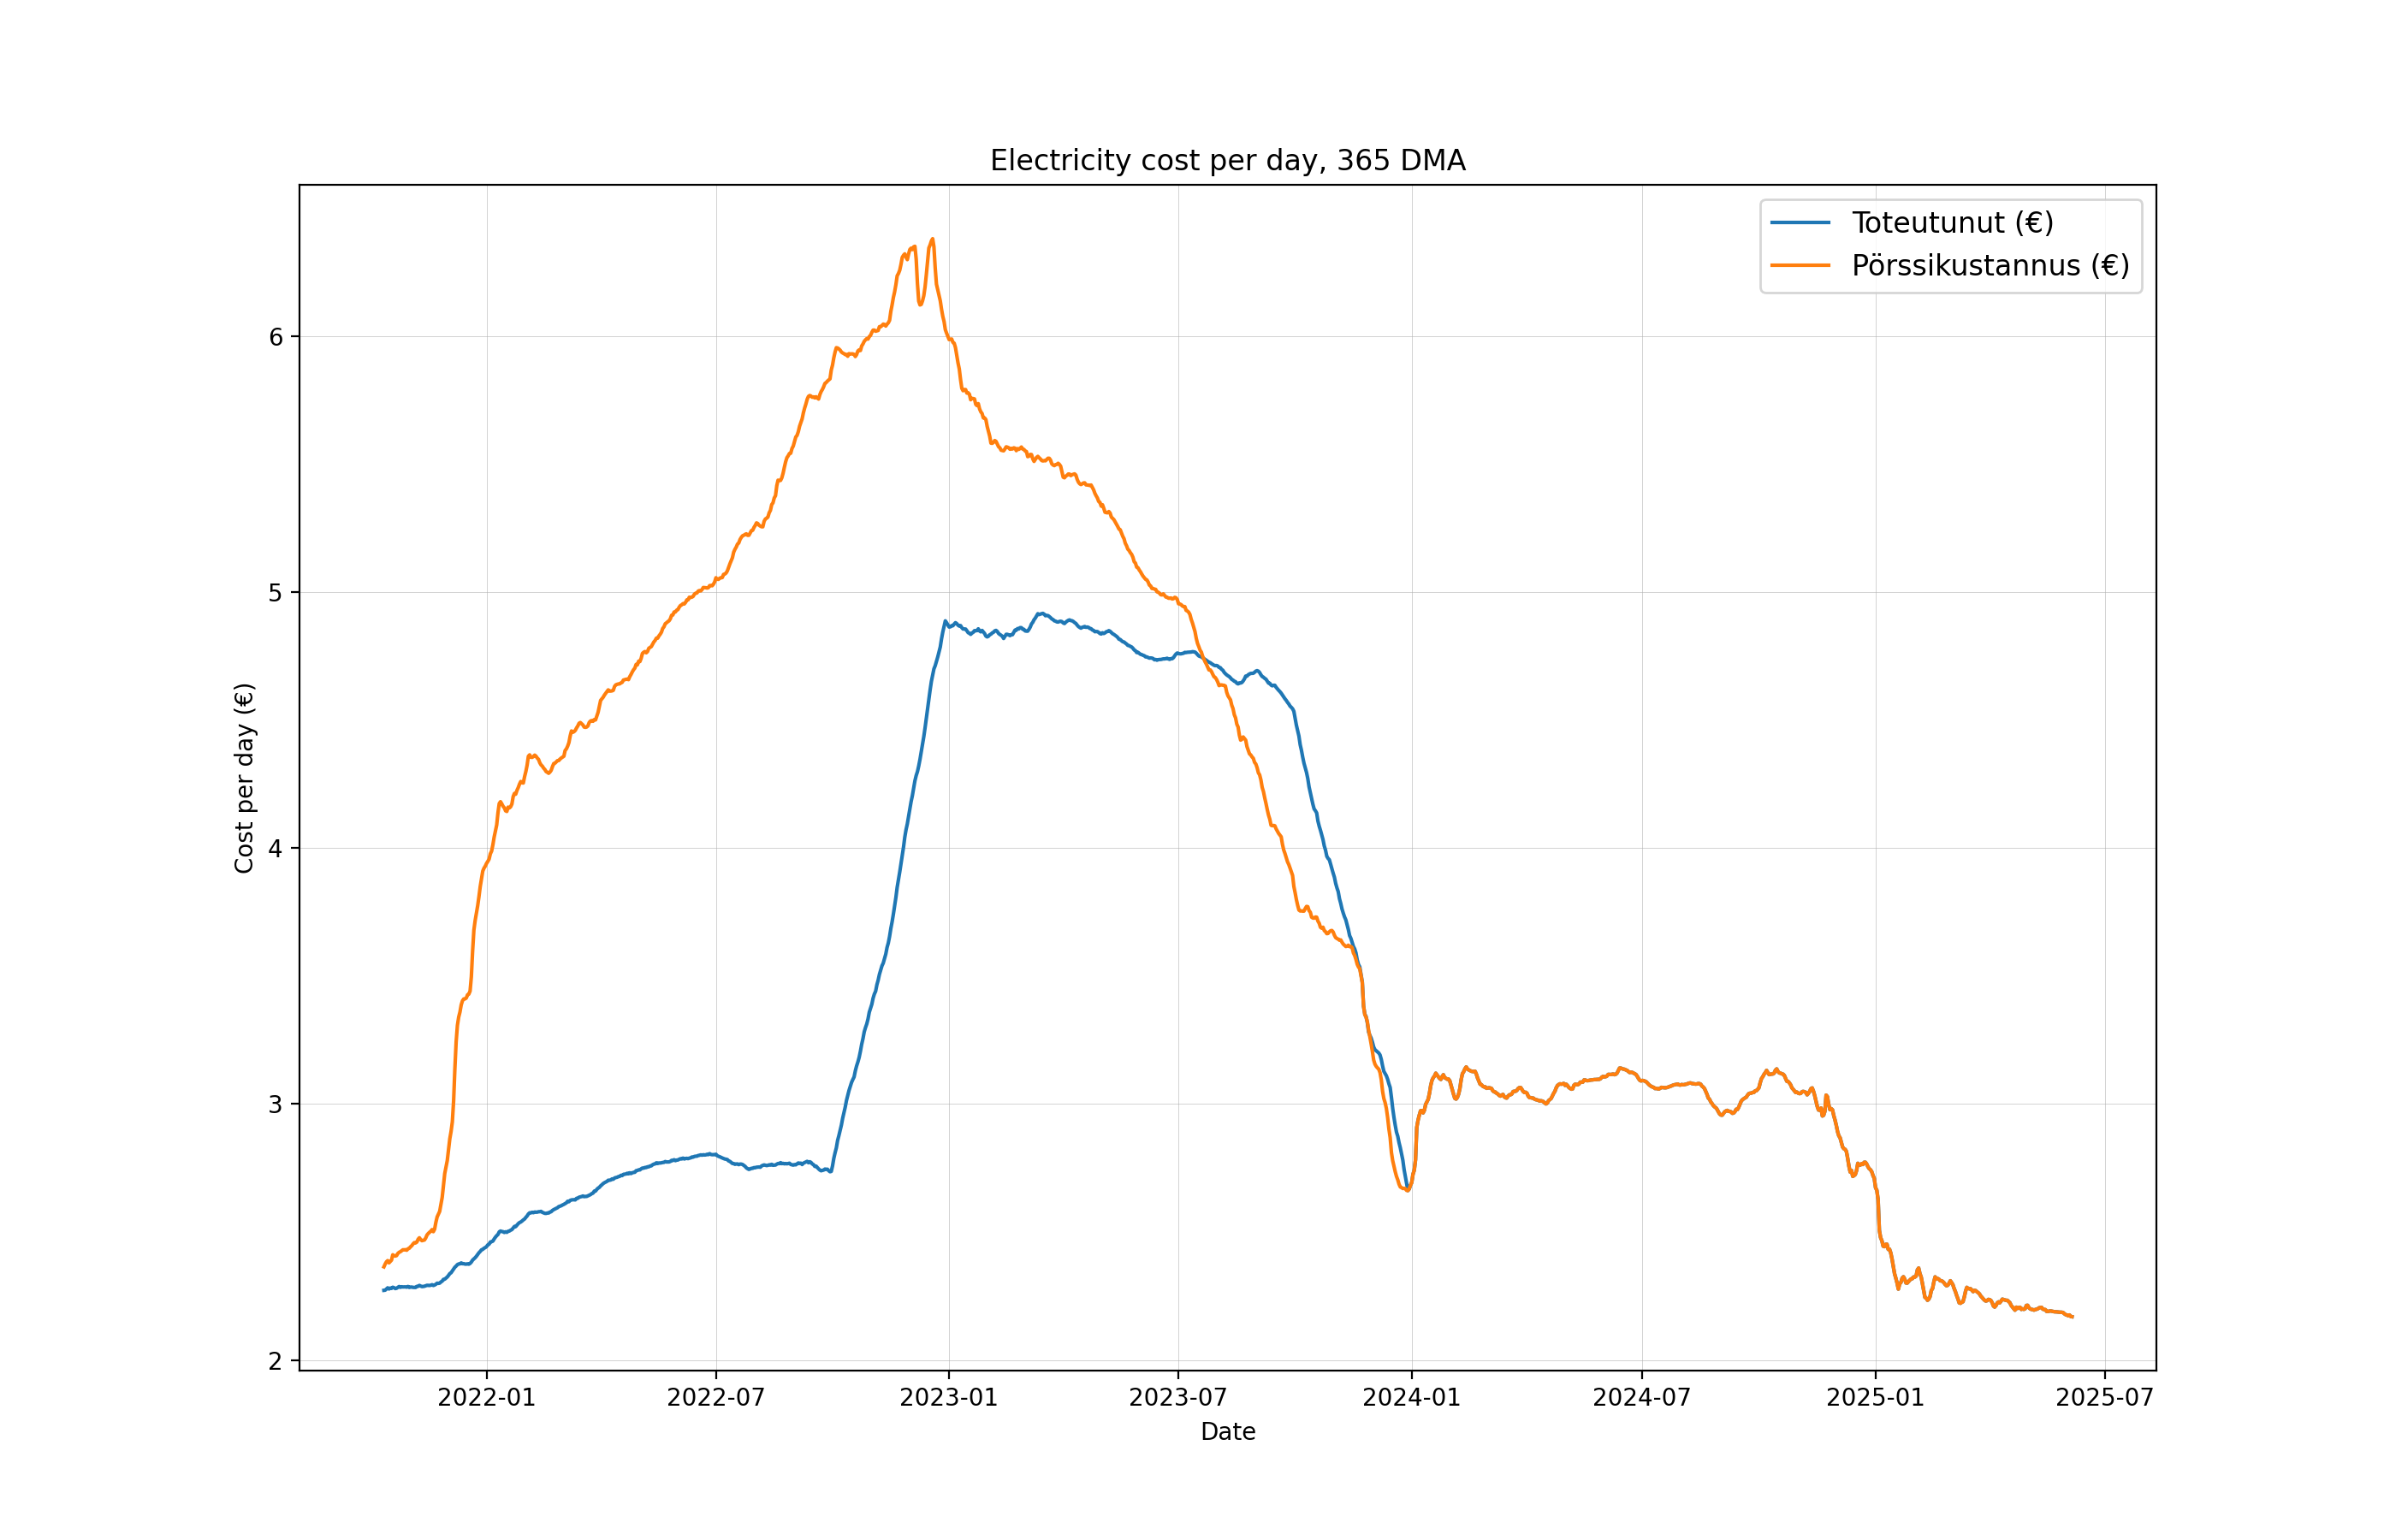 Electricity cost per day, 365 DMA
Toteutunut (€)
Pörssikustannus (€)
Cost per day (€)
6
5
4
3
2
2022-01 2022-07 2023-01 2023-07 2024-01 2024-07 2025-01 2025-07
Date